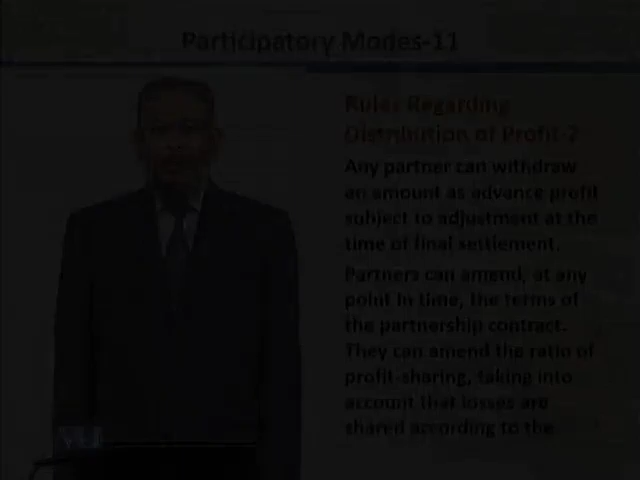 Participatory Modes-11
Rules Regarding
Distribution of Profit-2
Any partner can withdraw
an amount as advance profit
subject to adjustment at the
time of final settlement.
Partners can amend, at any
point in time, the terms of
the partnership contract.
They can amend the ratio of
profit-sharing, taking into
account that losses are
shared according to the